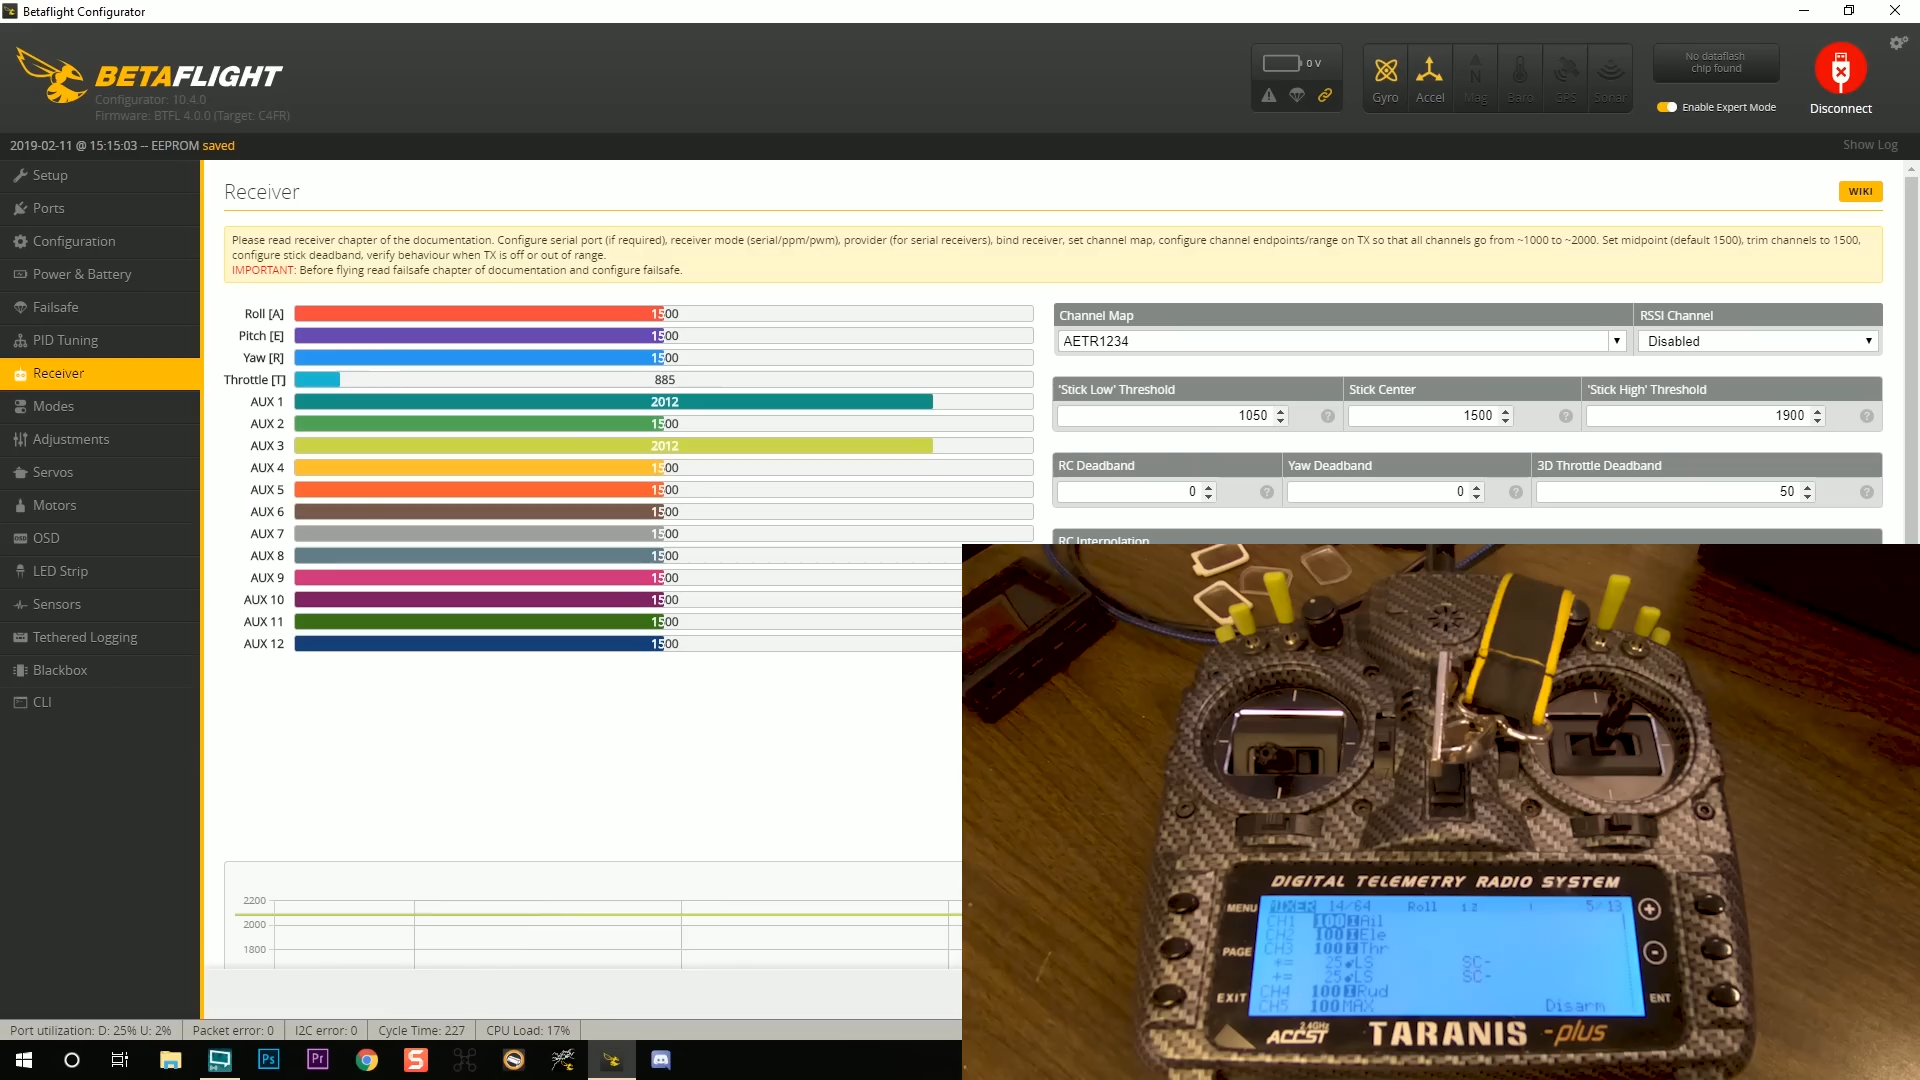 Betaflight Configurator
BETAFLIGHT
Configurator: 10.4.0
Firmware: BTFL 4.0.0 (Target: C4FR)
0 V
Gyro
Accel
Mag
Baro
GPS
Sonar
No dataflash
chip found
Enable Expert Mode
Disconnect
2019-02-11 @ 15:15:03 -- EEPROM saved
Show Log
Setup
Ports
Configuration
Power & Battery
Failsafe
PID Tuning
Receiver
Modes
Adjustments
Servos
Motors
OSD
LED Strip
Sensors
Tethered Logging
Blackbox
CLI
Receiver
WIKI
Please read receiver chapter of the documentation. Configure serial port (if required), receiver mode (serial/ppm/pwm), provider (for serial receivers), bind receiver, set channel map, configure channel endpoints/range on TX so that all channels go from ~1000 to ~2000. Set midpoint (default 1500), trim channels to 1500,
configure stick deadband, verify behaviour when TX is off or out of range.
IMPORTANT: Before flying read failsafe chapter of documentation and configure failsafe.
Roll [A] 1500
Pitch [E] 1500
Yaw [R] 1500
Throttle [T] 885
AUX 1 2012
AUX 2 1500
AUX 3 2012
AUX 4 1500
AUX 5 1500
AUX 6 1500
AUX 7 1500
AUX 8 1500
AUX 9 1500
AUX 10 1500
AUX 11 1500
AUX 12 1500
Channel Map RSSI Channel
AETR1234 Disabled
'Stick Low' Threshold Stick Center 'Stick High' Threshold
1050 1500 1900
RC Deadband Yaw Deadband 3D Throttle Deadband
0 0 50
RC Interpolation
2200
2000
1800
DIGITAL TELEMETRY RADIO SYSTEM
MENU
PAGE
EXIT
ENT
MIXER 14/64 Roll 5/13
CH1 100 Ail
CH2 100 Ele
CH3 100 Thr
+= 25 LS SC-
+= 25 LS SC-
CH4 100 Rud
CH5 100 MAX Disarm
2.4GHz
ACCST
TARANIS -plus
Port utilization: D: 25% U: 2% Packet error: 0 I2C error: 0 Cycle Time: 227 CPU Load: 17%